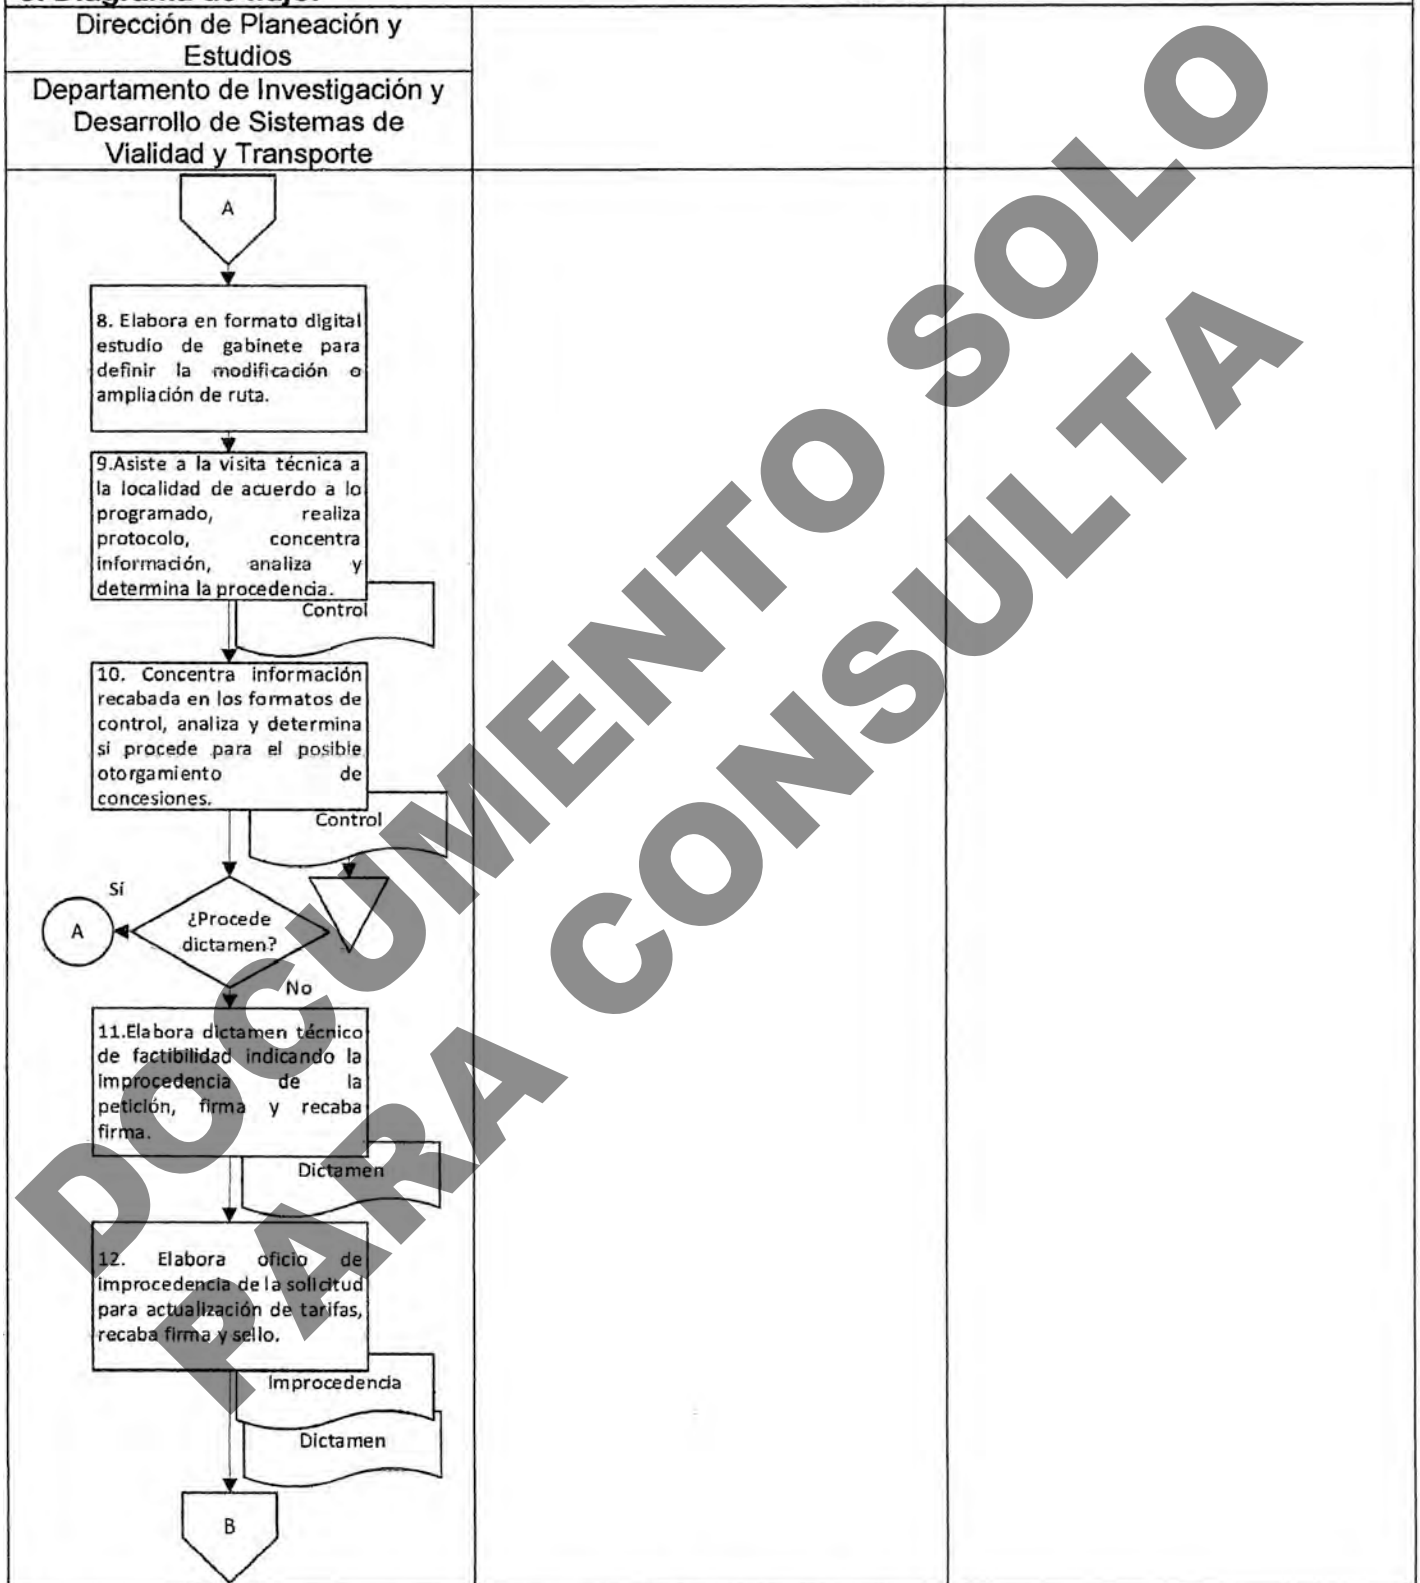 Dirección de Planeación y
Estudios
Departamento de Investigación y
Desarrollo de Sistemas de
Vialidad y Transporte
A
8. Elabora en formato digital
estudio de gabinete para
definir la modificación o
ampliación de ruta.
9.Asiste a la visita técnica a
la localidad de acuerdo a lo
programado, realiza
protocolo, concentra
información, analiza y
determina la procedencia.
Control
10. Concentra información
recabada en los formatos de
control, analiza y determina
si procede para el posible
otorgamiento de
concesiones.
Control
Sí
A
¿Procede
dictamen?
No
11.Elabora dictamen técnico
de factibilidad indicando la
improcedencia de la
petición, firma y recaba
firma.
Dictamen
12. Elabora oficio de
improcedencia de la solicitud
para actualización de tarifas,
recaba firma y sello.
Improcedencia
Dictamen
B
DOCUMENTO SOLO
PARA CONSULTA